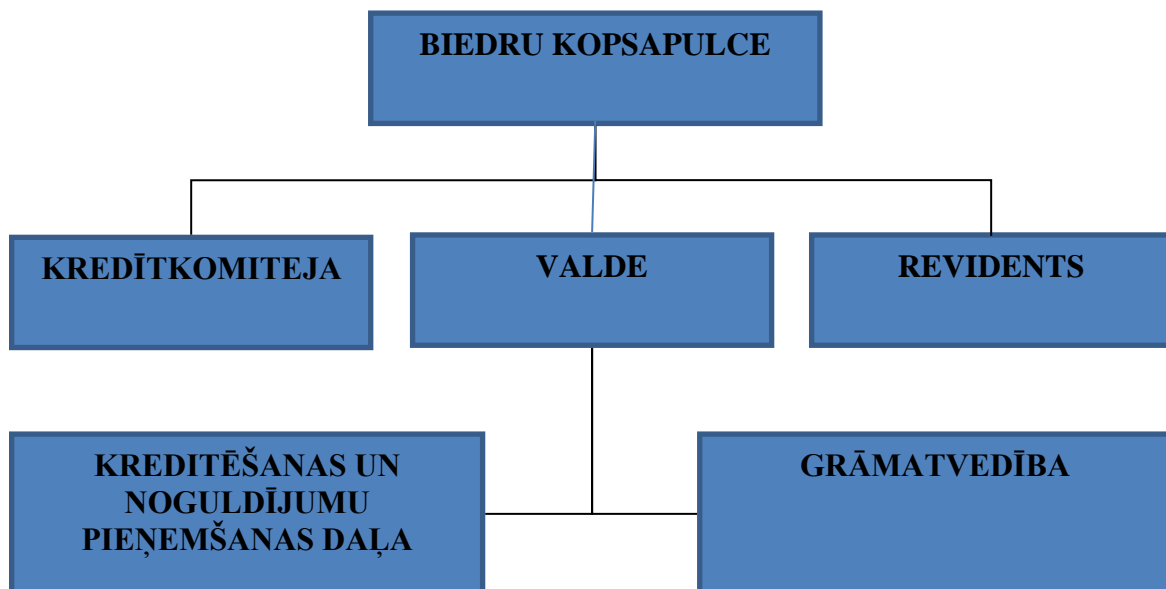 BIEDRU KOPSAPULCE
KREDĪTKOMITEJA
VALDE
REVIDENTS
KREDITĒŠANAS UN
NOGULDĪJUMU
PIEŅEMŠANAS DAĻA
GRĀMATVEDĪBA